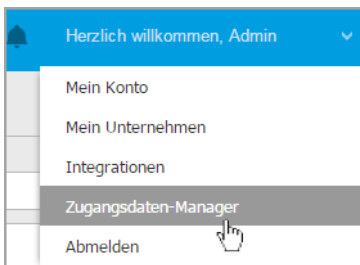 Herzlich willkommen, Admin
Mein Konto
Mein Unternehmen
Integrationen
Zugangsdaten-Manager
Abmelden